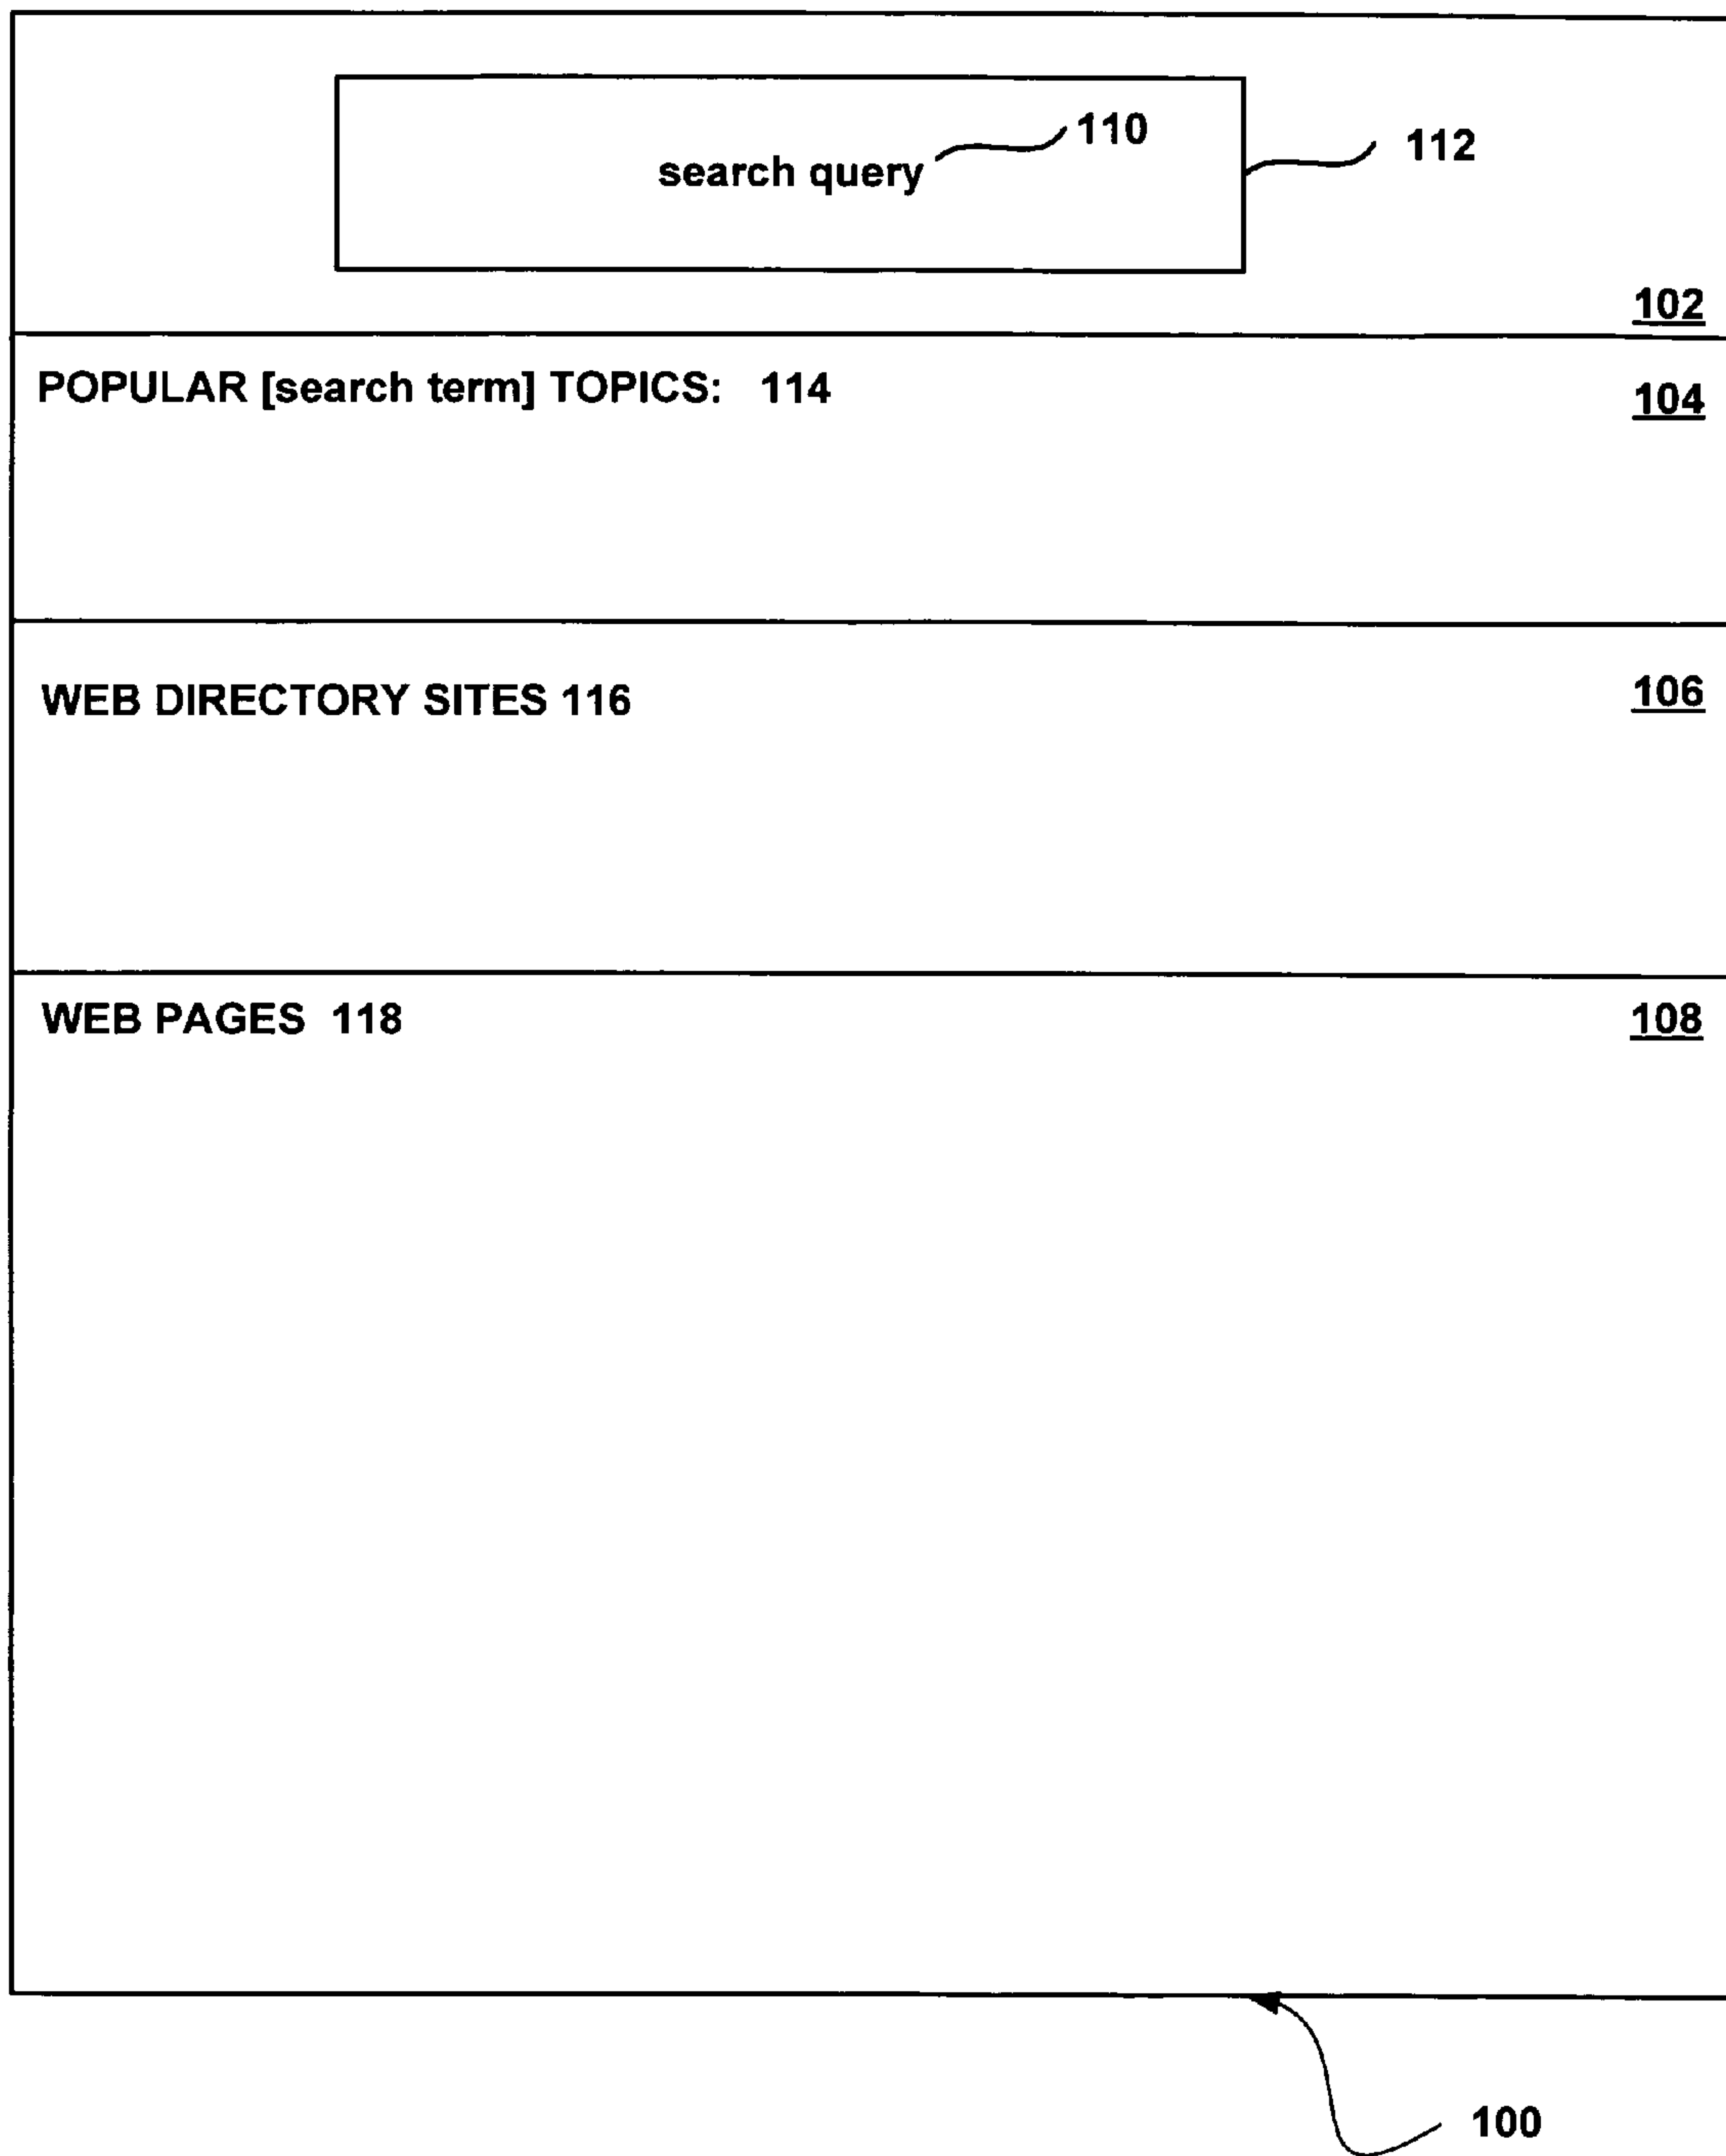 110
search query
112
102
POPULAR [search term] TOPICS: 114
104
WEB DIRECTORY SITES 116
106
WEB PAGES 118
108
100